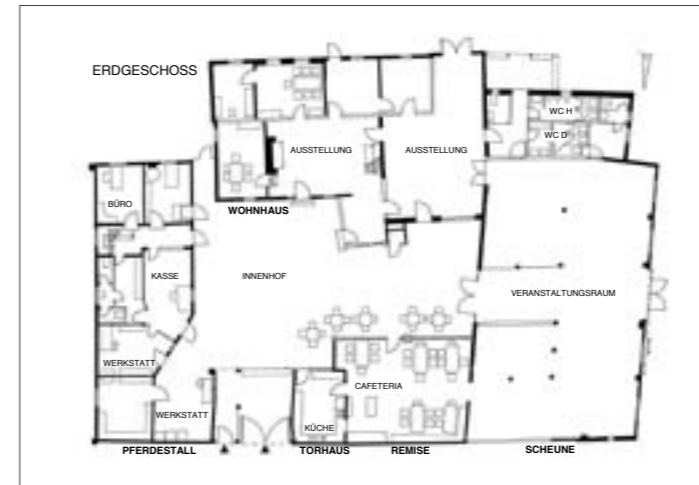 ERDGESCHOSS
WC H
WC D
AUSSTELLUNG
AUSSTELLUNG
BÜRO
WOHNHAUS
KASSE
INNENHOF
VERANSTALTUNGSRAUM
WERKSTATT
CAFETERIA
WERKSTATT
KÜCHE
PFERDESTALL
TORHAUS
REMISE
SCHEUNE